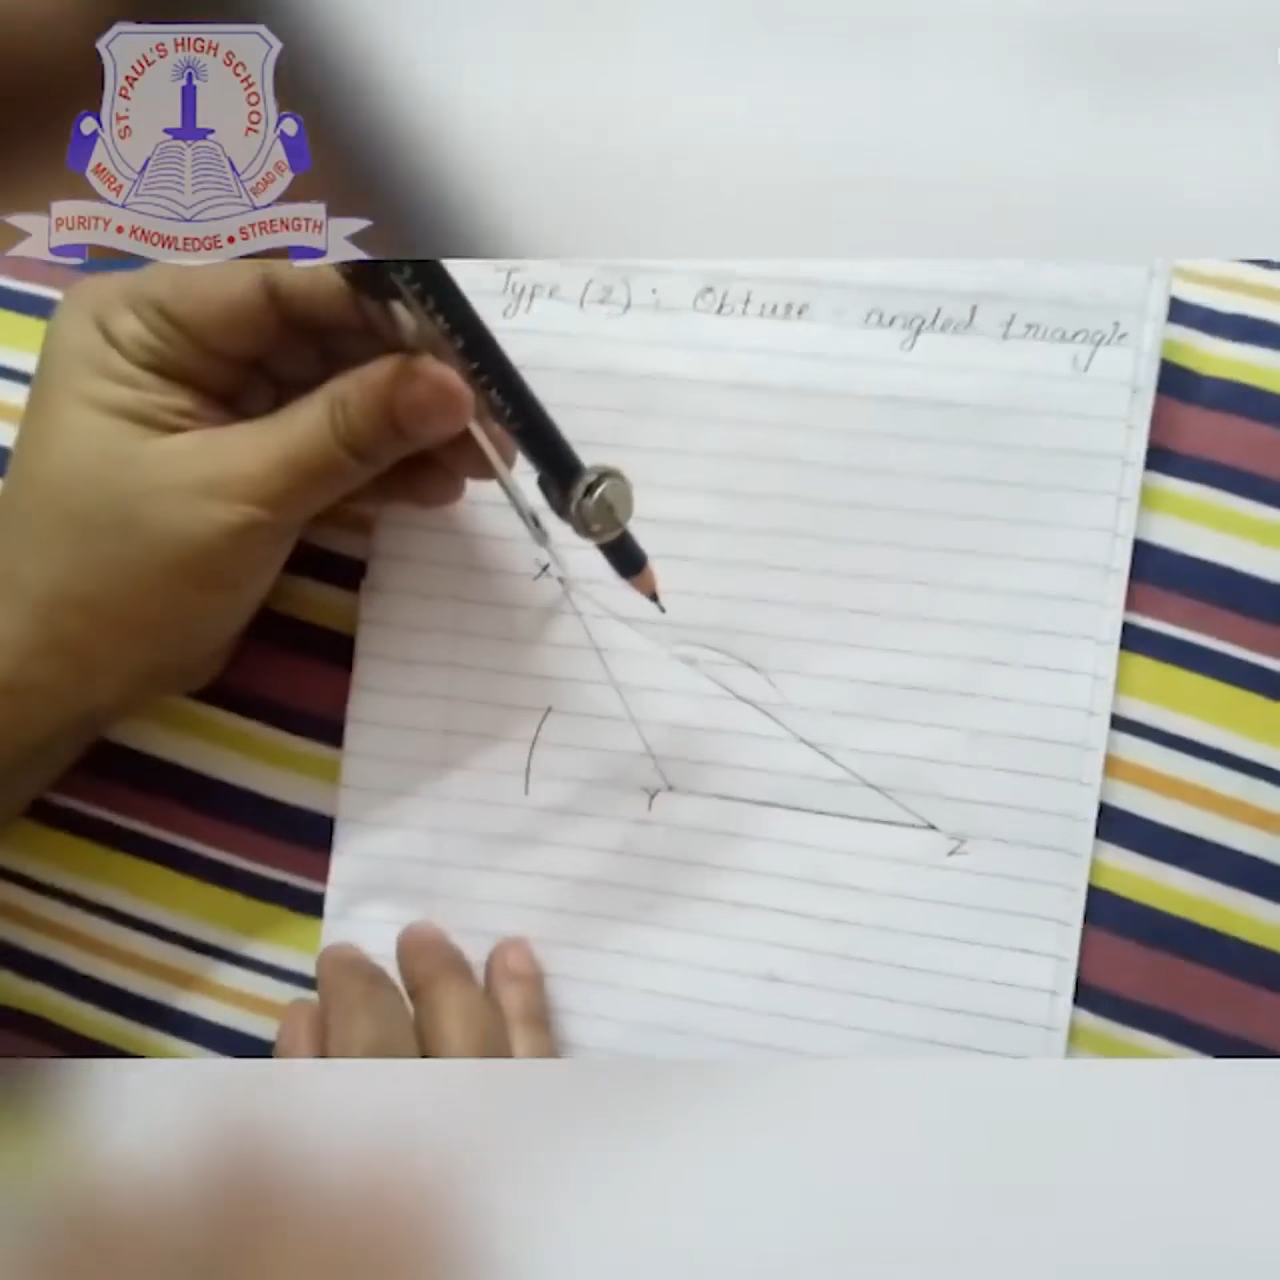 ST. PAUL'S HIGH SCHOOL
MIRA
ROAD (E)
PURITY • KNOWLEDGE • STRENGTH
Type (2): Obtuse angled triangle
X
Y
Z